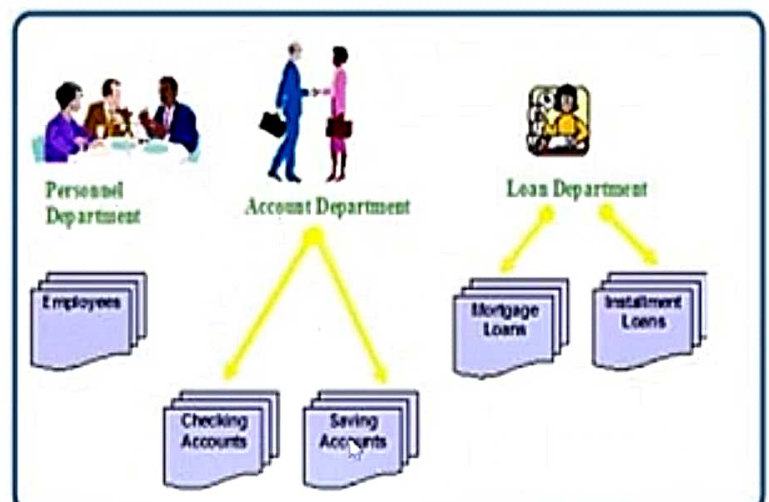 Personnel
Department
Account Department
Loan Department
Employees
Mortgage
Loans
Installment
Loans
Checking
Accounts
Saving
Accounts